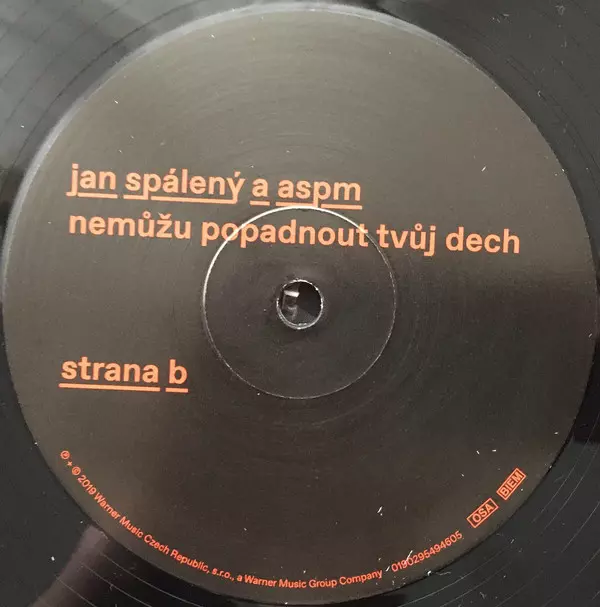 jan spálený a aspm
nemůžu popadnout tvůj dech
strana b
℗ + © 2019 Warner Music Czech Republic, s.r.o., a Warner Music Group Company · 0190295494605
OSA BIEM